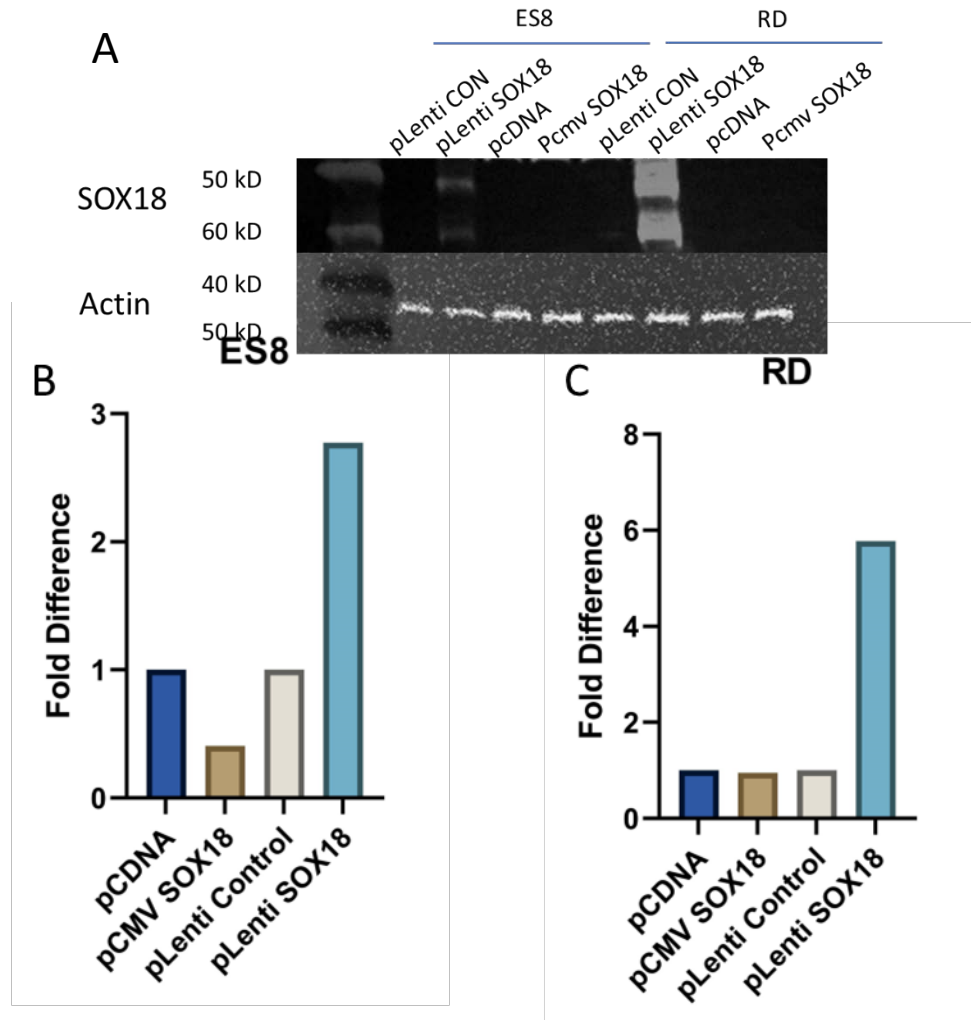 A
ES8
RD
pLenti CON
pLenti SOX18
pcDNA
Pcmv SOX18
pLenti CON
pLenti SOX18
pcDNA
Pcmv SOX18
SOX18
50 kD
60 kD
Actin
40 kD
50 kD
B
ES8
3
2
1
0
Fold Difference
pCDNA
pCMV SOX18
pLenti Control
pLenti SOX18
C
RD
8
6
4
2
0
Fold Difference
pCDNA
pCMV SOX18
pLenti Control
pLenti SOX18